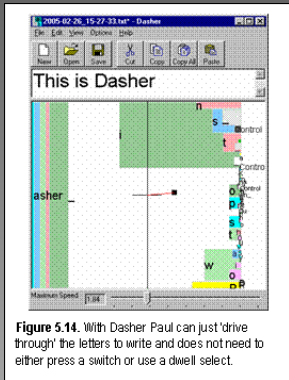 2005-02-26_15-27-33.txt* - Dasher
File Edit View Options Help
New Open Save Cut Copy Copy All Paste
This is Dasher
n
s _
Control
i
t
Contro
asher _
o
p
s
t
w
a
i
o
Maximum Speed 1.84
Figure 5.14. With Dasher Paul can just 'drive
through' the letters to write and does not need to
either press a switch or use a dwell select.